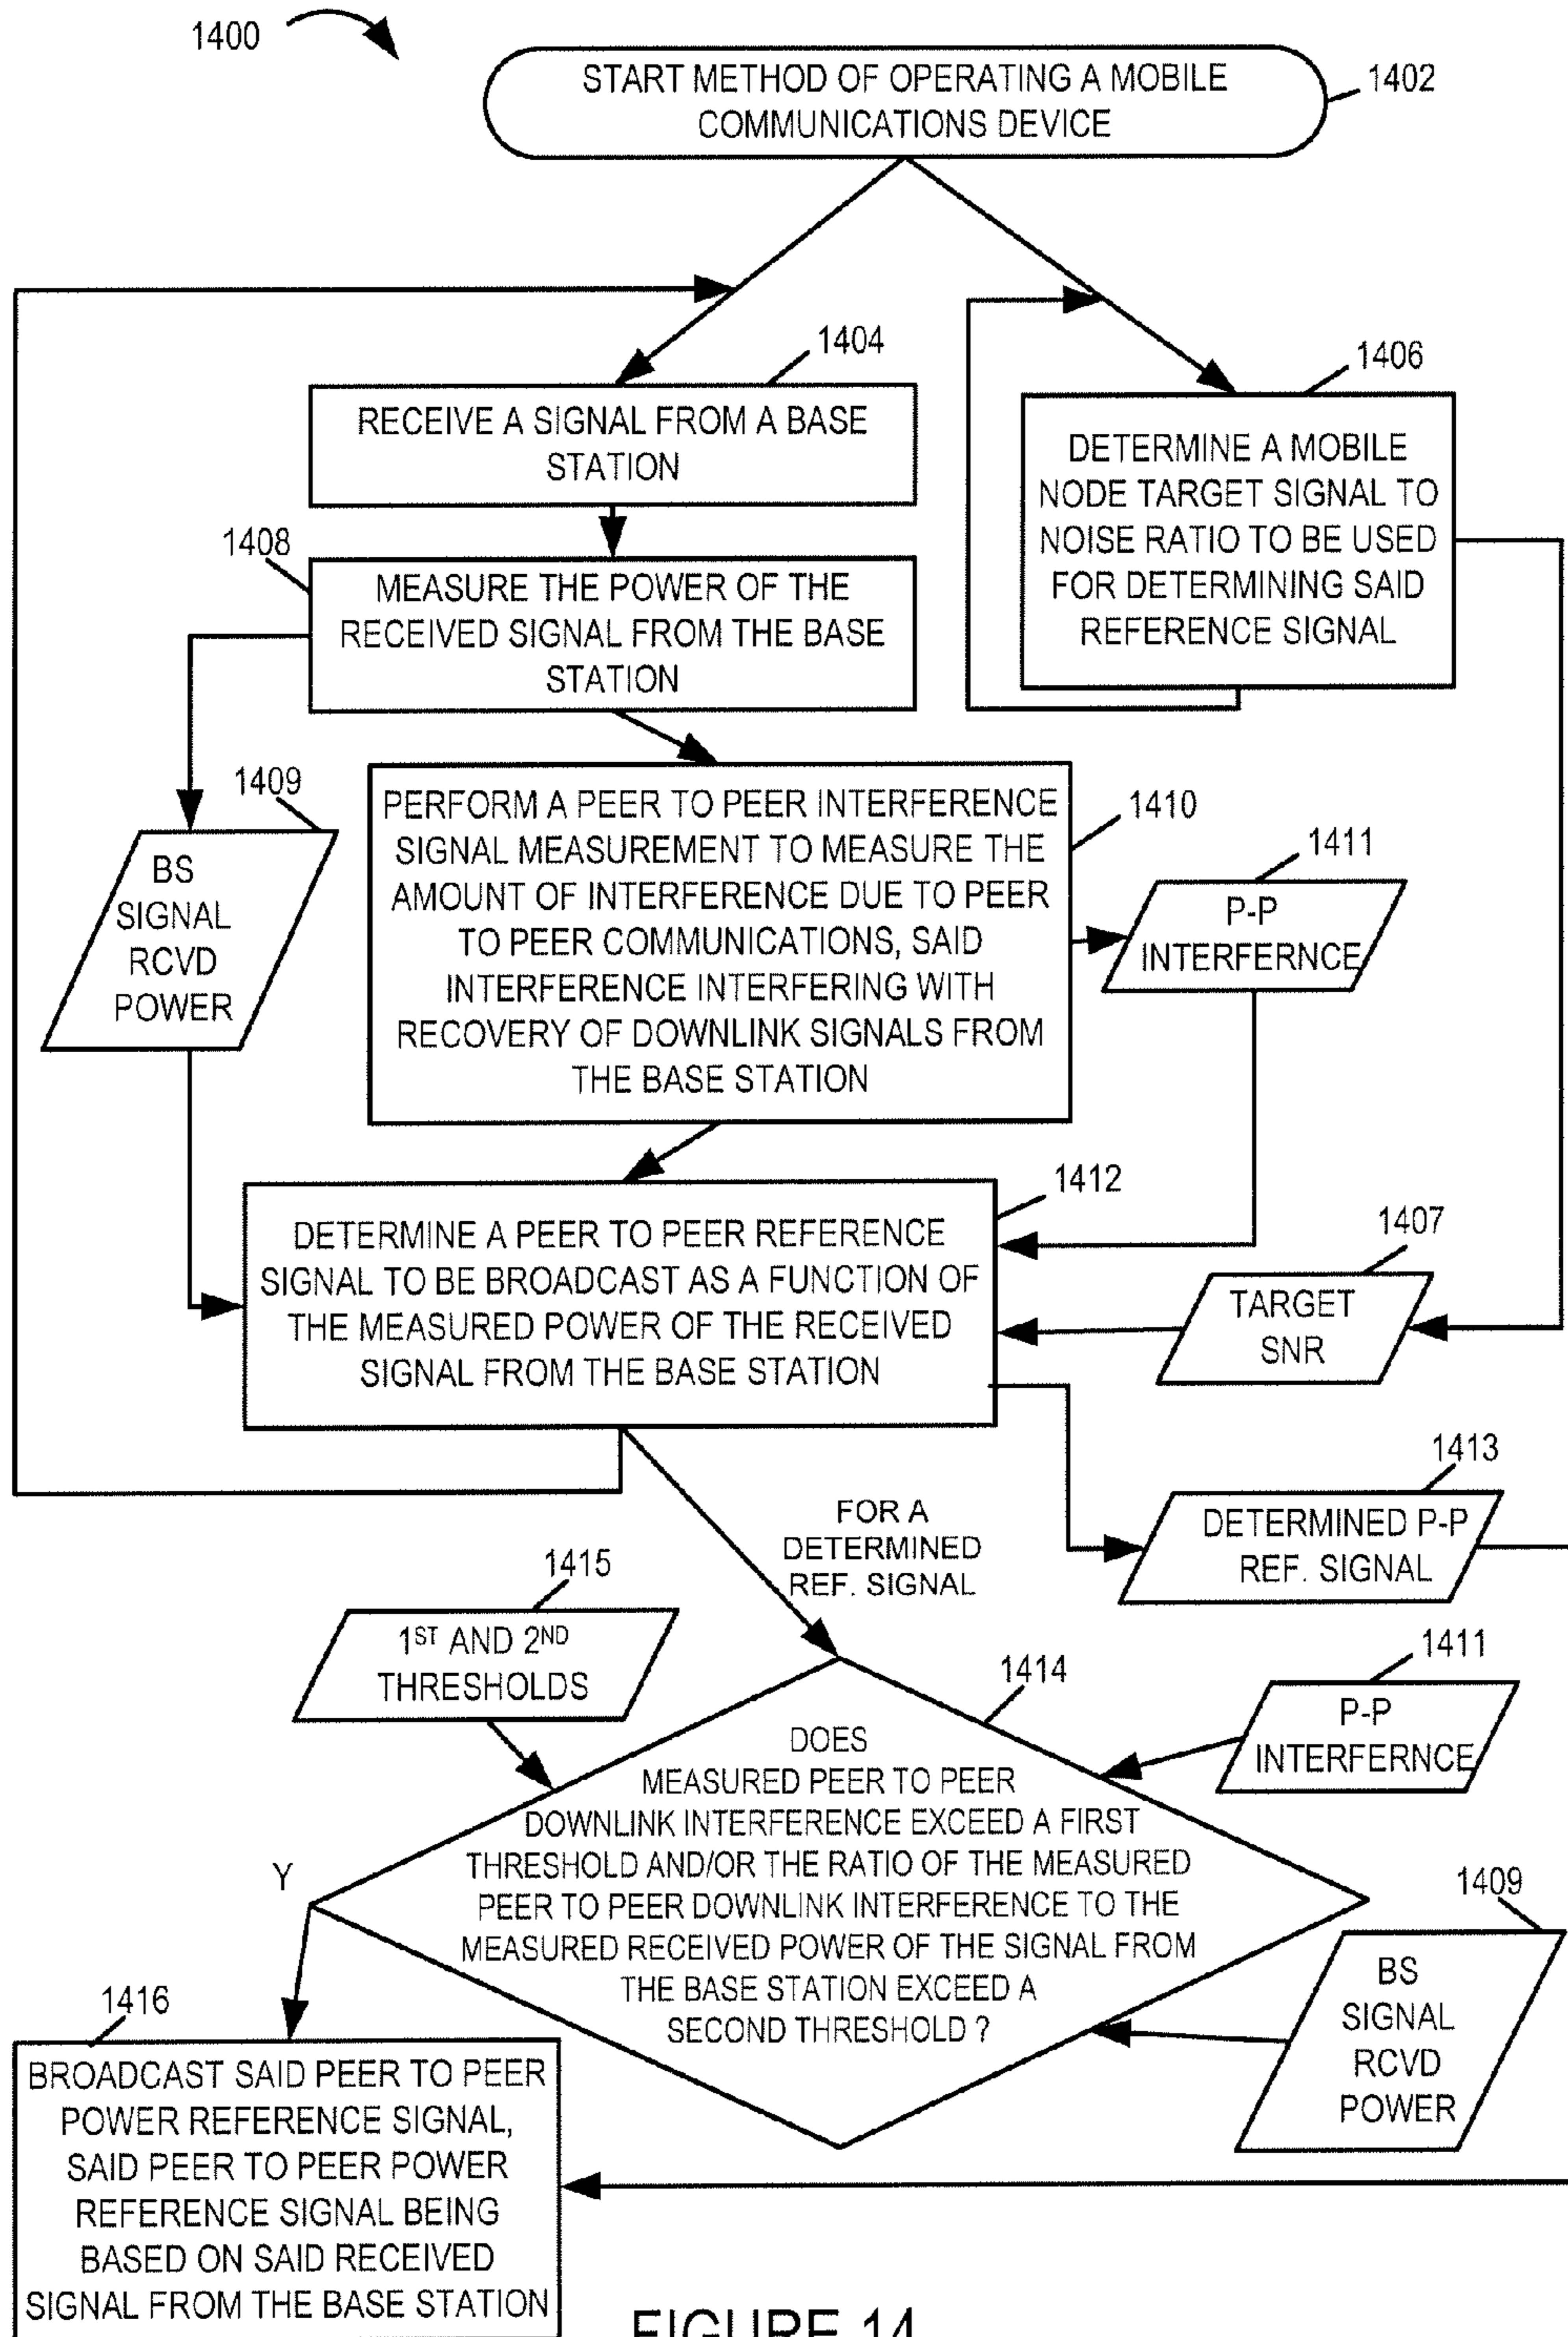 1400
START METHOD OF OPERATING A MOBILE
COMMUNICATIONS DEVICE
1402
1404
RECEIVE A SIGNAL FROM A BASE
STATION
1406
DETERMINE A MOBILE
NODE TARGET SIGNAL TO
NOISE RATIO TO BE USED
FOR DETERMINING SAID
REFERENCE SIGNAL
1408
MEASURE THE POWER OF THE
RECEIVED SIGNAL FROM THE BASE
STATION
1409
BS
SIGNAL
RCVD
POWER
PERFORM A PEER TO PEER INTERFERENCE
SIGNAL MEASUREMENT TO MEASURE THE
AMOUNT OF INTERFERENCE DUE TO PEER
TO PEER COMMUNICATIONS, SAID
INTERFERENCE INTERFERING WITH
RECOVERY OF DOWNLINK SIGNALS FROM
THE BASE STATION
1410
1411
P-P
INTERFERNCE
1412
DETERMINE A PEER TO PEER REFERENCE
SIGNAL TO BE BROADCAST AS A FUNCTION OF
THE MEASURED POWER OF THE RECEIVED
SIGNAL FROM THE BASE STATION
1407
TARGET
SNR
1413
DETERMINED P-P
REF. SIGNAL
FOR A
DETERMINED
REF. SIGNAL
1415
1ST AND 2ND
THRESHOLDS
1414
1411
P-P
INTERFERNCE
DOES
MEASURED PEER TO PEER
DOWNLINK INTERFERENCE EXCEED A FIRST
THRESHOLD AND/OR THE RATIO OF THE MEASURED
PEER TO PEER DOWNLINK INTERFERENCE TO THE
MEASURED RECEIVED POWER OF THE SIGNAL FROM
THE BASE STATION EXCEED A
SECOND THRESHOLD ?
Y
1409
BS
SIGNAL
RCVD
POWER
1416
BROADCAST SAID PEER TO PEER
POWER REFERENCE SIGNAL,
SAID PEER TO PEER POWER
REFERENCE SIGNAL BEING
BASED ON SAID RECEIVED
SIGNAL FROM THE BASE STATION
FIGURE 14